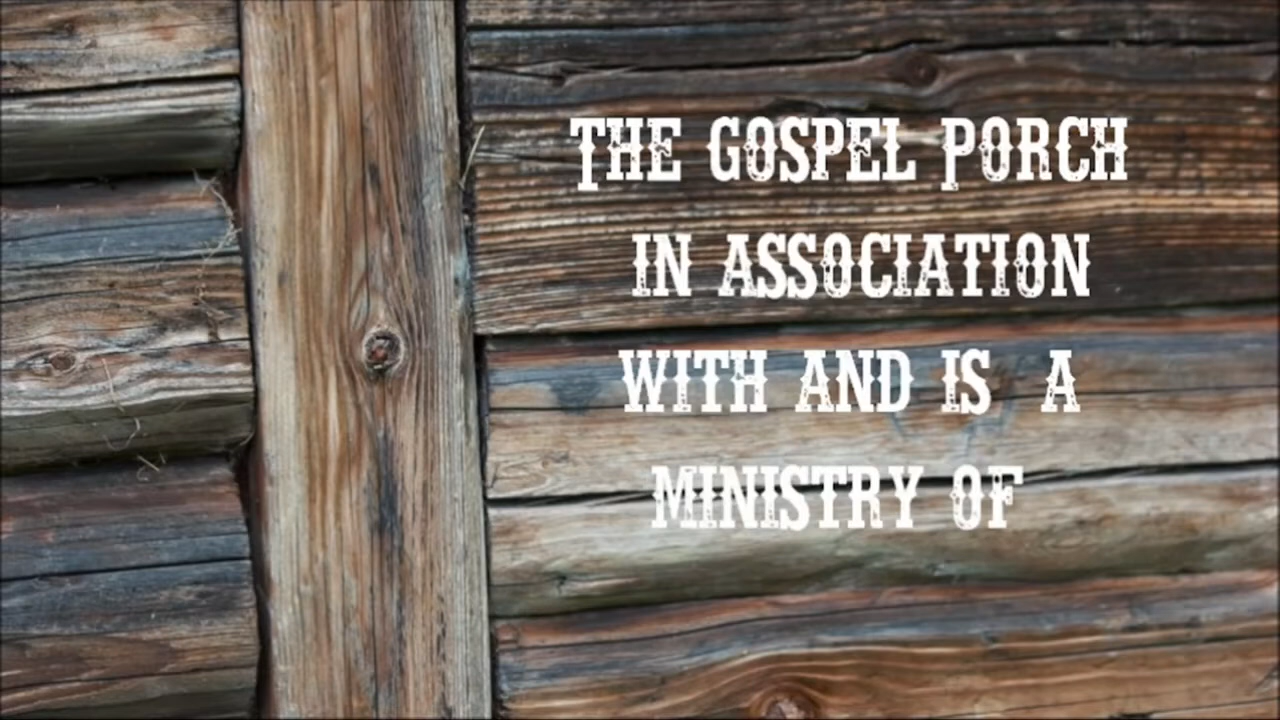 THE GOSPEL PORCH
IN ASSOCIATION
WITH AND IS A
MINISTRY OF